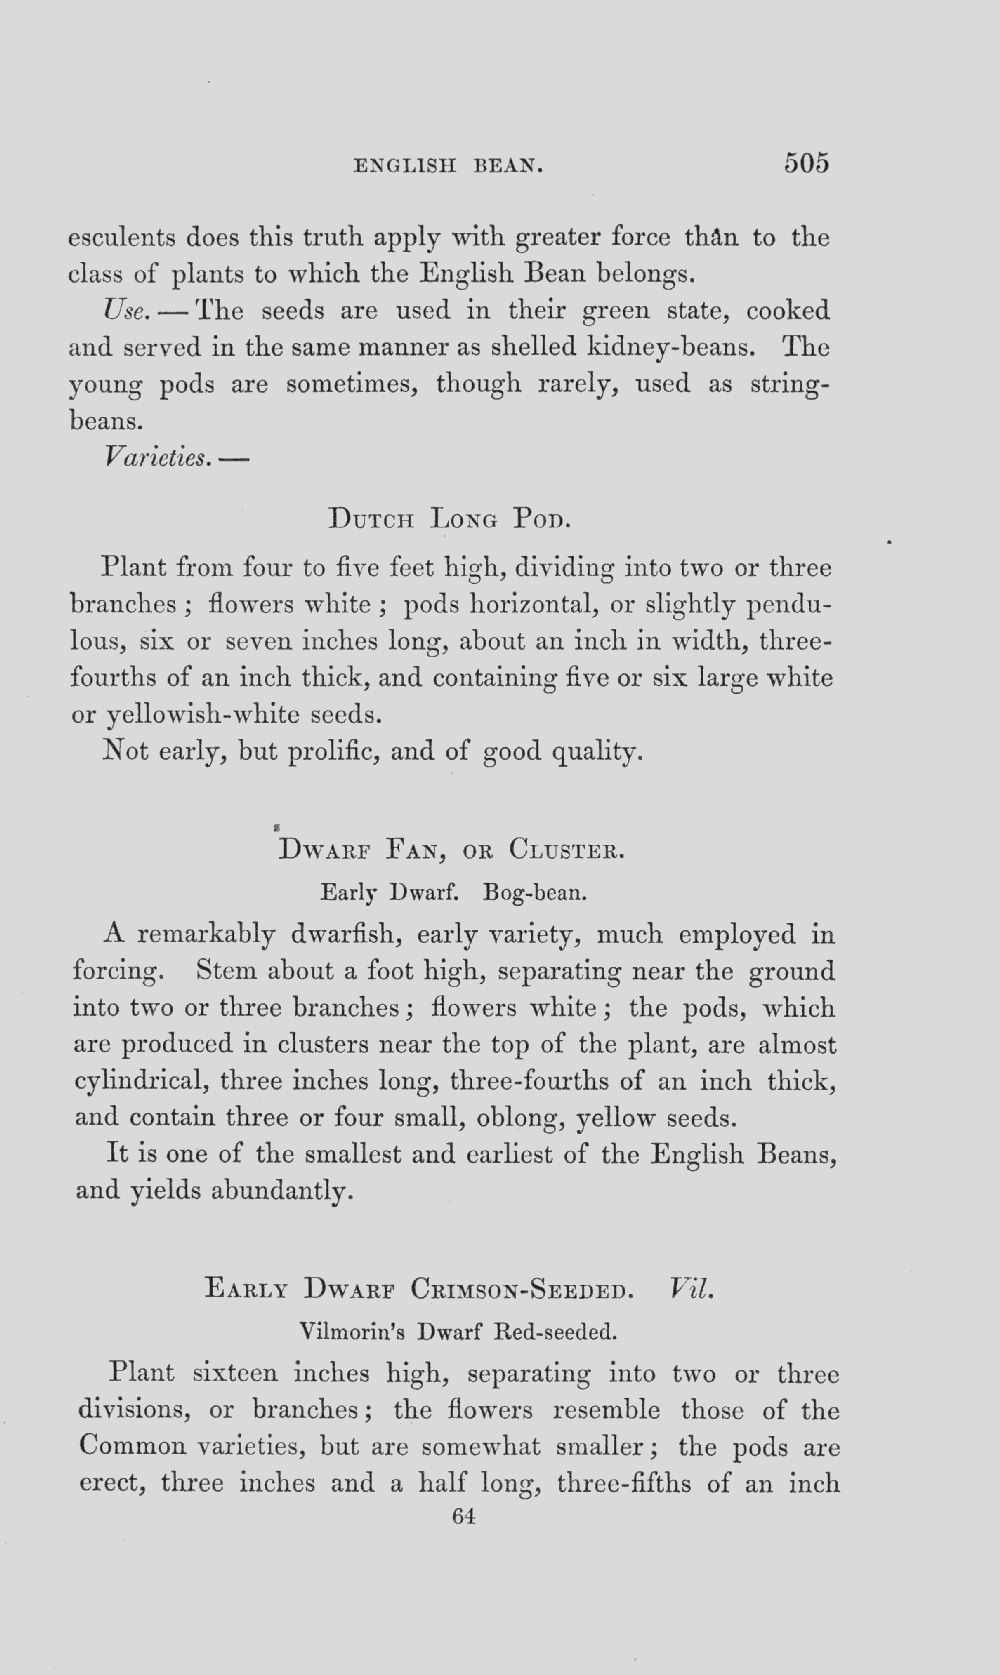 ENGLISH BEAN. 505
esculents does this truth apply with greater force than to the
class of plants to which the English Bean belongs.
Use. — The seeds are used in their green state, cooked
and served in the same manner as shelled kidney-beans. The
young pods are sometimes, though rarely, used as string-
beans.
Varieties. —
DUTCH LONG POD.
Plant from four to five feet high, dividing into two or three
branches; flowers white; pods horizontal, or slightly pendu-
lous, six or seven inches long, about an inch in width, three-
fourths of an inch thick, and containing five or six large white
or yellowish-white seeds.
Not early, but prolific, and of good quality.
DWARF FAN, OR CLUSTER.
Early Dwarf. Bog-bean.
A remarkably dwarfish, early variety, much employed in
forcing. Stem about a foot high, separating near the ground
into two or three branches; flowers white; the pods, which
are produced in clusters near the top of the plant, are almost
cylindrical, three inches long, three-fourths of an inch thick,
and contain three or four small, oblong, yellow seeds.
It is one of the smallest and earliest of the English Beans,
and yields abundantly.
EARLY DWARF CRIMSON-SEEDED. Vil.
Vilmorin's Dwarf Red-seeded.
Plant sixteen inches high, separating into two or three
divisions, or branches; the flowers resemble those of the
Common varieties, but are somewhat smaller; the pods are
erect, three inches and a half long, three-fifths of an inch
64